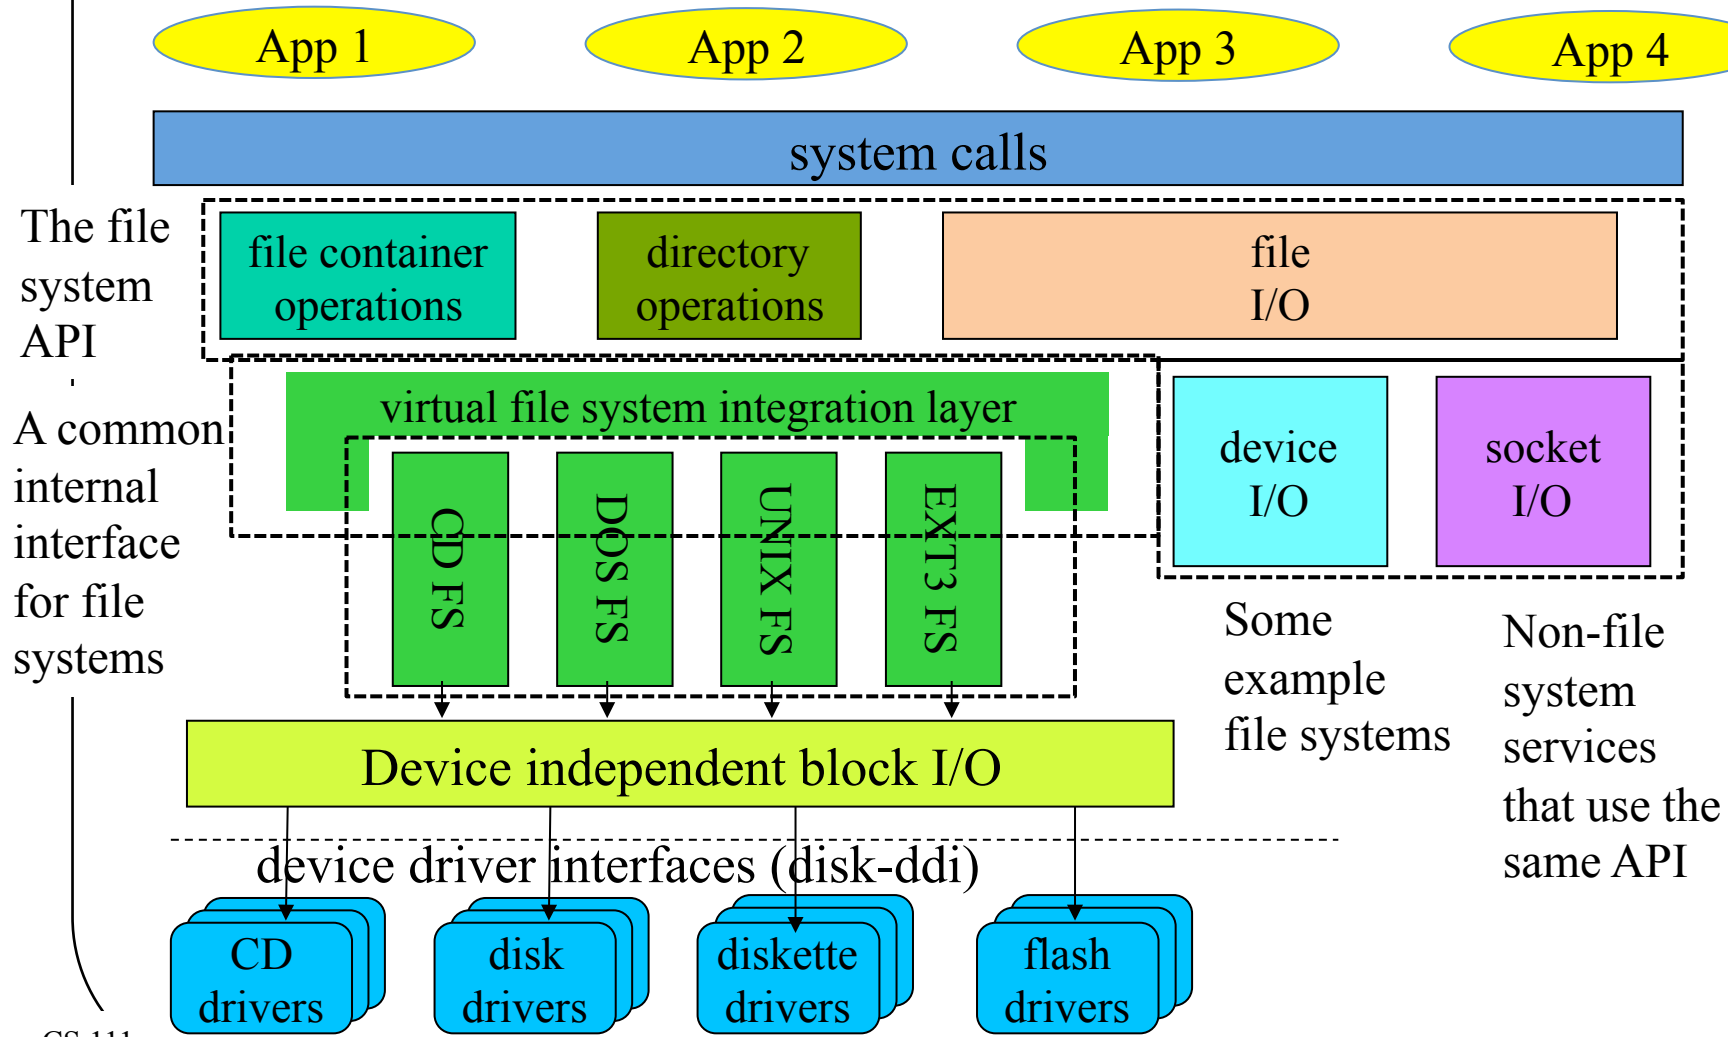 App 1
App 2
App 3
App 4
system calls
The file
system
API
file container
operations
directory
operations
file
I/O
A common
internal
interface
for file
systems
virtual file system integration layer
CD FS
DOS FS
UNIX FS
EXT3 FS
device
I/O
socket
I/O
Some
example
file systems
Non-file
system
services
that use the
same API
Device independent block I/O
device driver interfaces (disk-ddi)
CD
drivers
disk
drivers
diskette
drivers
flash
drivers